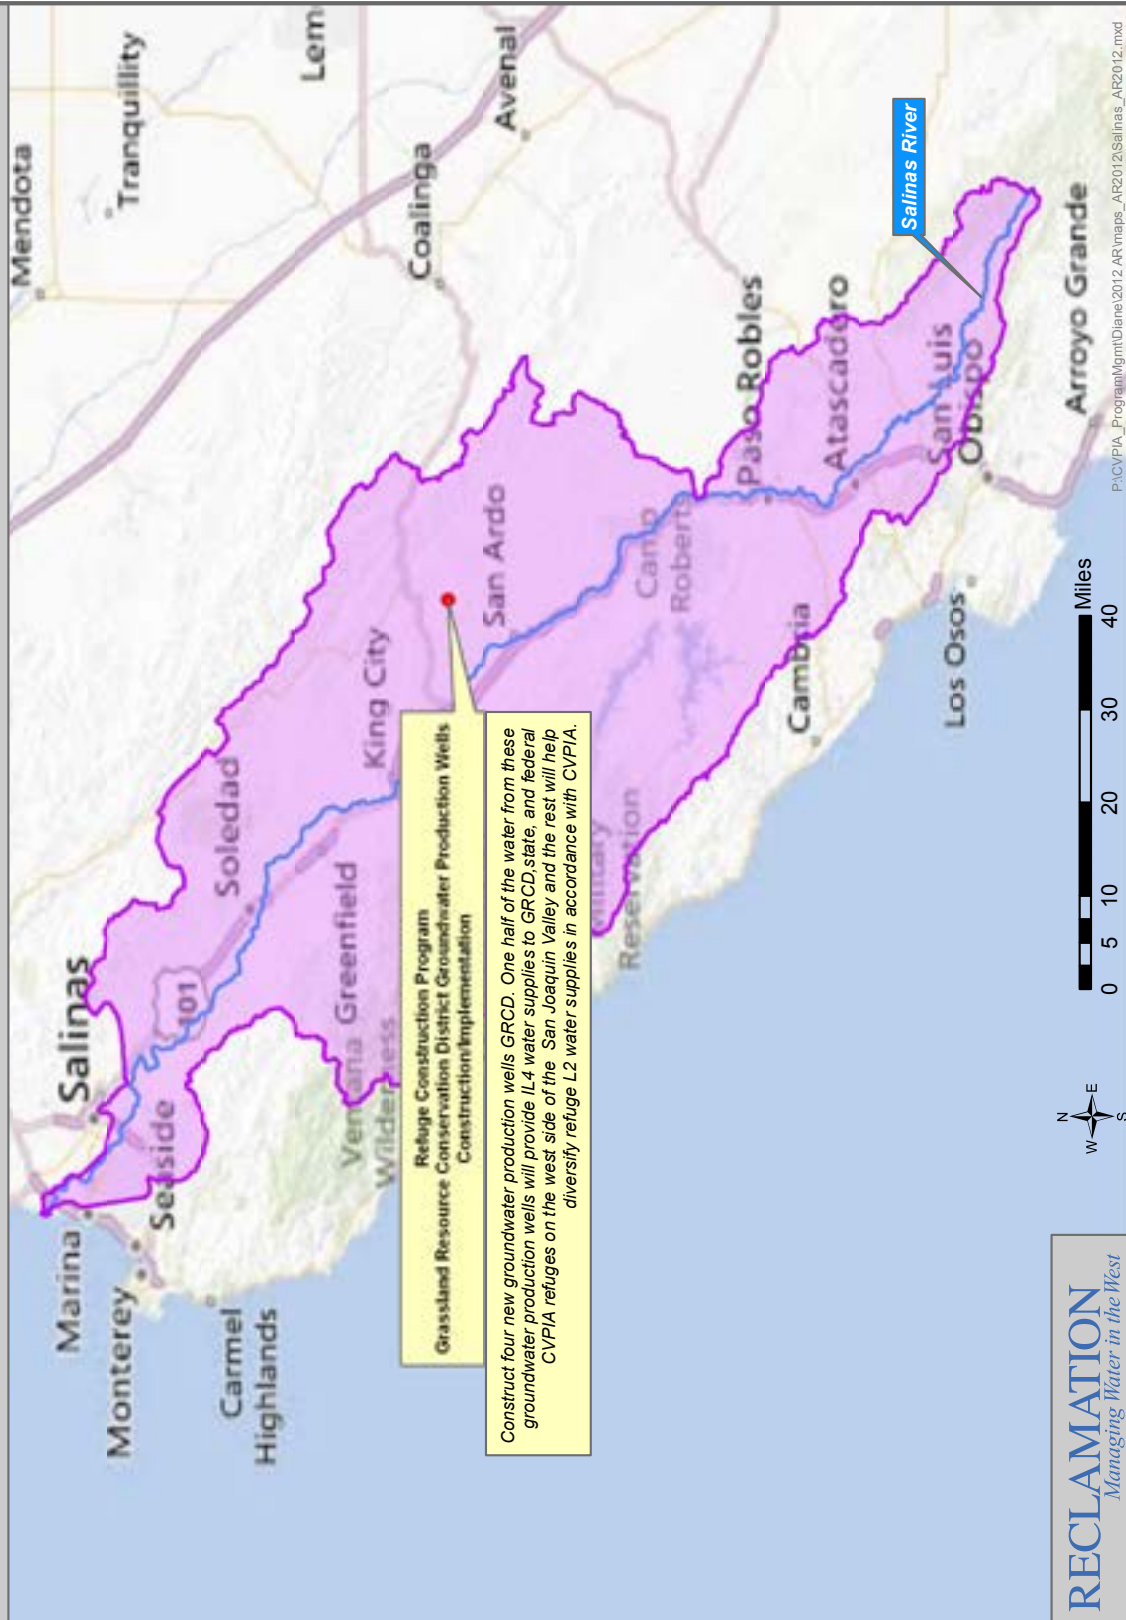 Mendota
Tranquillity
Lem
Salinas
Marina
Monterey
Seaside
Carmel
Highlands
101
Soledad
Coalinga
Avenal
Greenfield
King City
Ventana
Wilderness
San Ardo
Refuge Construction Program
Grassland Resource Conservation District Groundwater Production Wells
Construction/Implementation
Construct four new groundwater production wells GRCD. One half of the water from these
groundwater production wells will provide IL4 water supplies to GRCD,state, and federal
CVPIA refuges on the west side of the San Joaquin Valley and the rest will help
diversify refuge L2 water supplies in accordance with CVPIA.
Military
Reservation
Camp
Roberts
Paso Robles
Cambria
Atascadero
Salinas River
San Luis
Obispo
Los Osos
Arroyo Grande
N
W E
S
0 5 10 20 30 40
Miles
RECLAMATION
Managing Water in the West
P:\CVPIA_ProgramMgmt\Diane\2012 AR\maps_AR2012\Salinas_AR2012.mxd